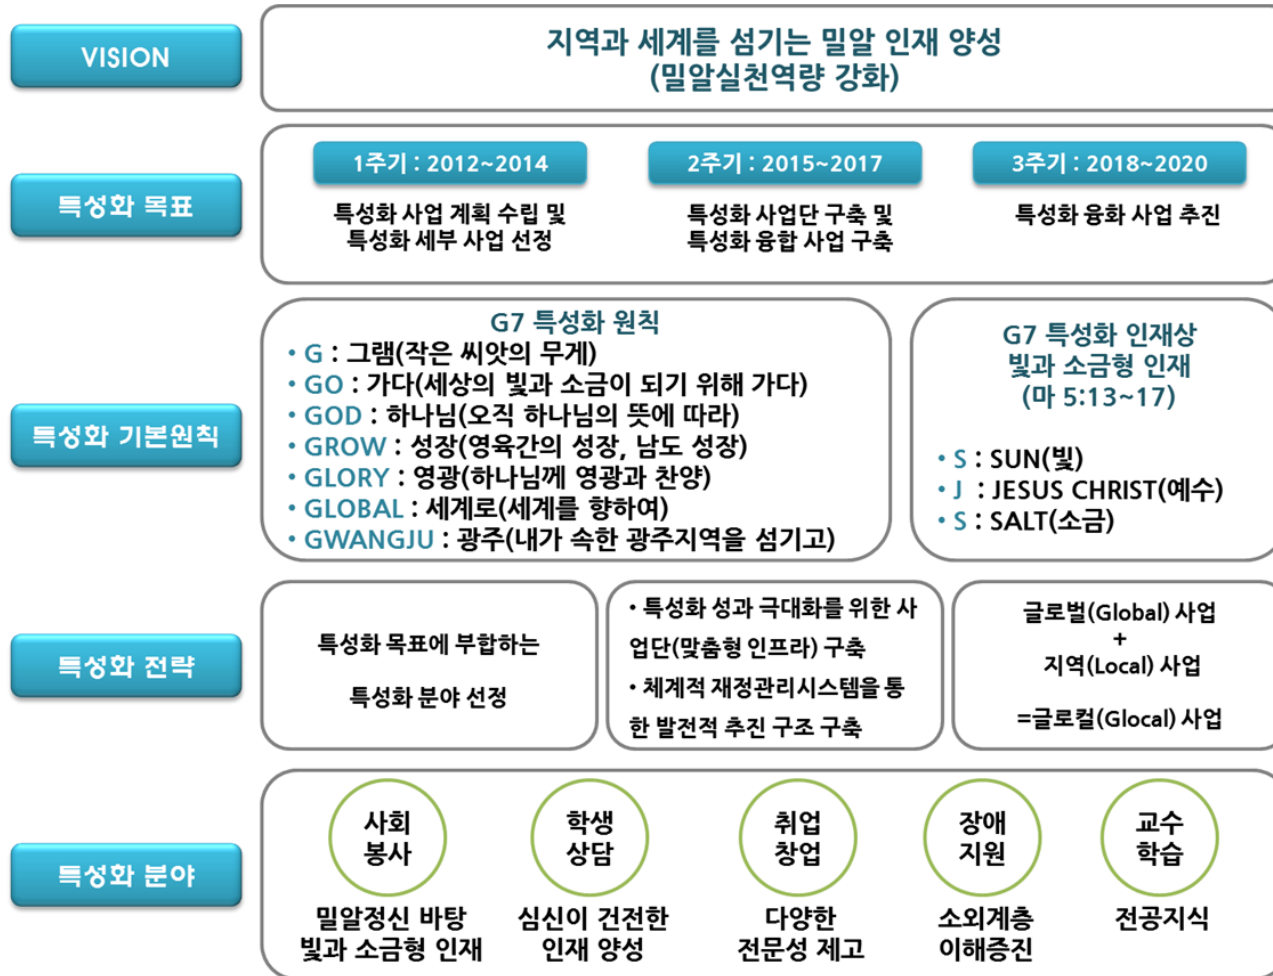 VISION
지역과 세계를 섬기는 밀알 인재 양성
(밀알실천역량 강화)
특성화 목표
1주기 : 2012~2014
특성화 사업 계획 수립 및
특성화 세부 사업 선정
2주기 : 2015~2017
특성화 사업단 구축 및
특성화 융합 사업 구축
3주기 : 2018~2020
특성화 융화 사업 추진
특성화 기본원칙
G7 특성화 원칙
• G : 그램(작은 씨앗의 무게)
• GO : 가다(세상의 빛과 소금이 되기 위해 가다)
• GOD : 하나님(오직 하나님의 뜻에 따라)
• GROW : 성장(영육간의 성장, 남도 성장)
• GLORY : 영광(하나님께 영광과 찬양)
• GLOBAL : 세계로(세계를 향하여)
• GWANGJU : 광주(내가 속한 광주지역을 섬기고)
G7 특성화 인재상
빛과 소금형 인재
(마 5:13~17)
• S : SUN(빛)
• J : JESUS CHRIST(예수)
• S : SALT(소금)
특성화 전략
특성화 목표에 부합하는
특성화 분야 선정
• 특성화 성과 극대화를 위한 사
업단(맞춤형 인프라) 구축
• 체계적 재정관리시스템을 통
한 발전적 추진 구조 구축
글로벌(Global) 사업
+
지역(Local) 사업
=글로컬(Glocal) 사업
특성화 분야
사회
봉사
밀알정신 바탕
빛과 소금형 인재
학생
상담
심신이 건전한
인재 양성
취업
창업
다양한
전문성 제고
장애
지원
소외계층
이해증진
교수
학습
전공지식